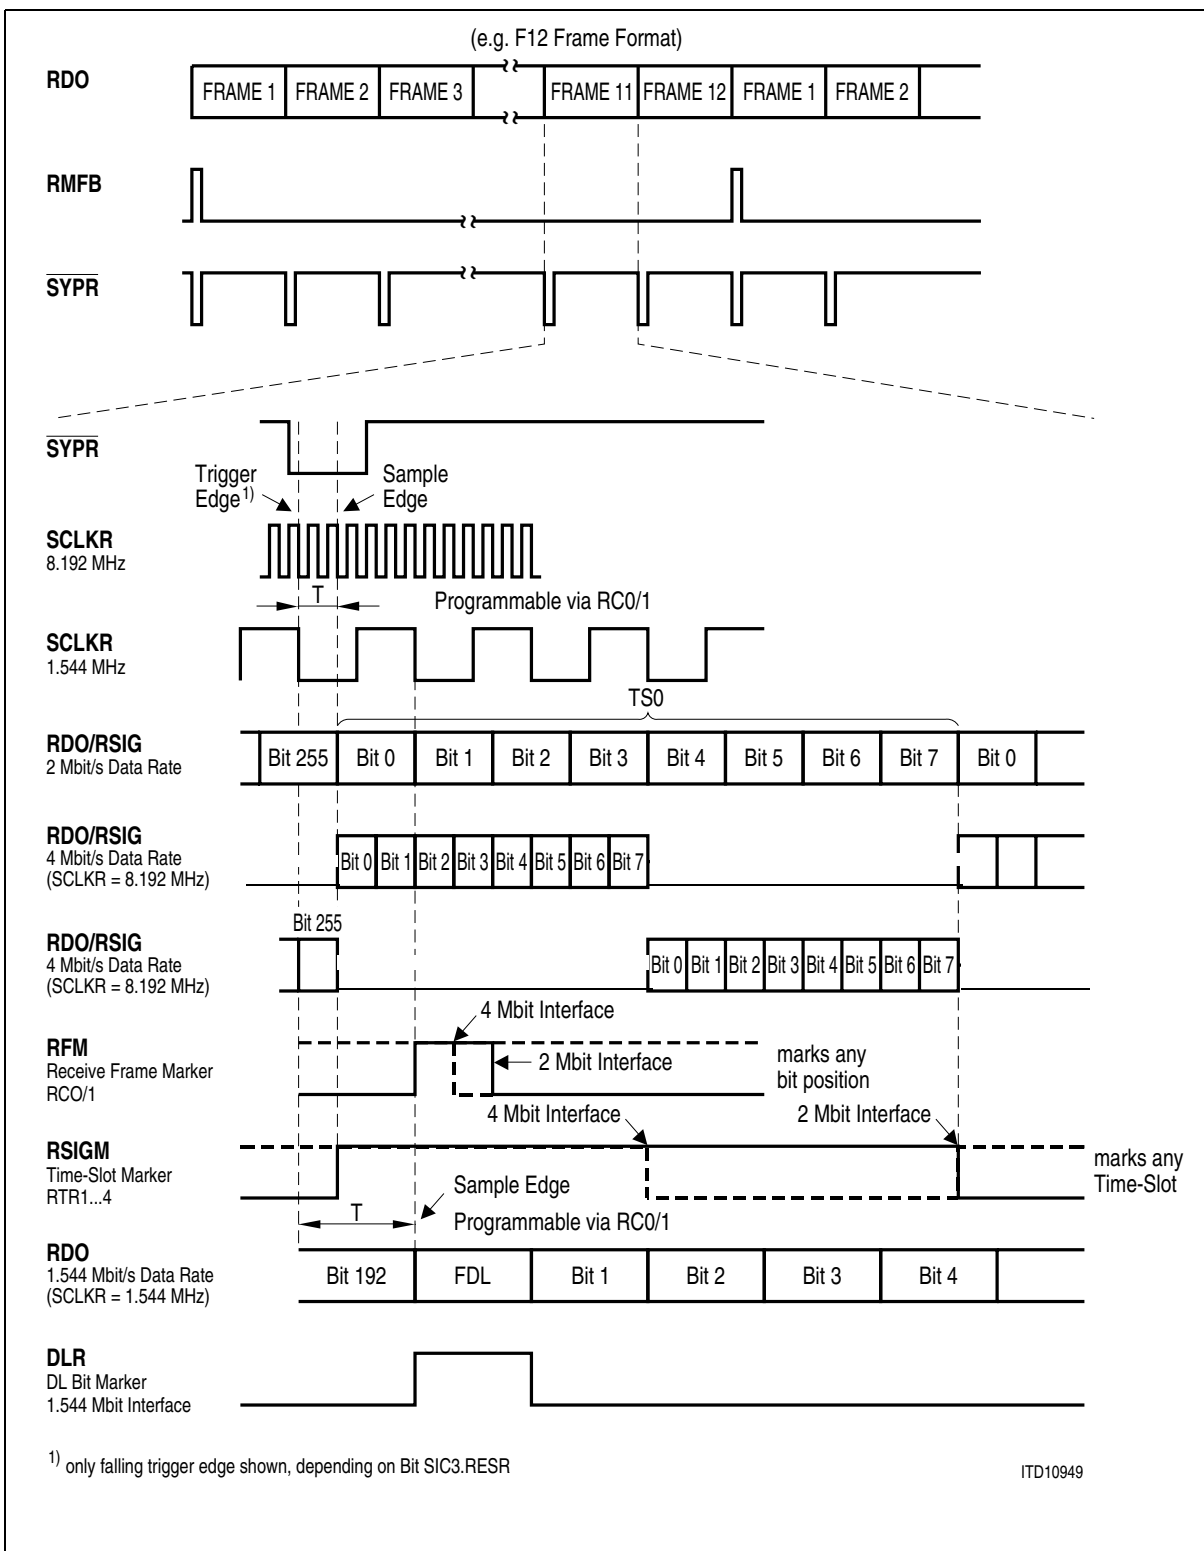 (e.g. F12 Frame Format)
RDO
FRAME 1 FRAME 2 FRAME 3 FRAME 11 FRAME 12 FRAME 1 FRAME 2
RMFB
SYPR
SYPR
Trigger
Edge1)
Sample
Edge
SCLKR
8.192 MHz
T
Programmable via RC0/1
SCLKR
1.544 MHz
TS0
RDO/RSIG
2 Mbit/s Data Rate
Bit 255 Bit 0 Bit 1 Bit 2 Bit 3 Bit 4 Bit 5 Bit 6 Bit 7 Bit 0
RDO/RSIG
4 Mbit/s Data Rate
(SCLKR = 8.192 MHz)
Bit 0 Bit 1 Bit 2 Bit 3 Bit 4 Bit 5 Bit 6 Bit 7
Bit 255
RDO/RSIG
4 Mbit/s Data Rate
(SCLKR = 8.192 MHz)
Bit 0 Bit 1 Bit 2 Bit 3 Bit 4 Bit 5 Bit 6 Bit 7
4 Mbit Interface
RFM
Receive Frame Marker
RCO/1
2 Mbit Interface
marks any
bit position
4 Mbit Interface
2 Mbit Interface
RSIGM
Time-Slot Marker
RTR1...4
marks any
Time-Slot
T
Sample Edge
Programmable via RC0/1
RDO
1.544 Mbit/s Data Rate
(SCLKR = 1.544 MHz)
Bit 192 FDL Bit 1 Bit 2 Bit 3 Bit 4
DLR
DL Bit Marker
1.544 Mbit Interface
1) only falling trigger edge shown, depending on Bit SIC3.RESR
ITD10949